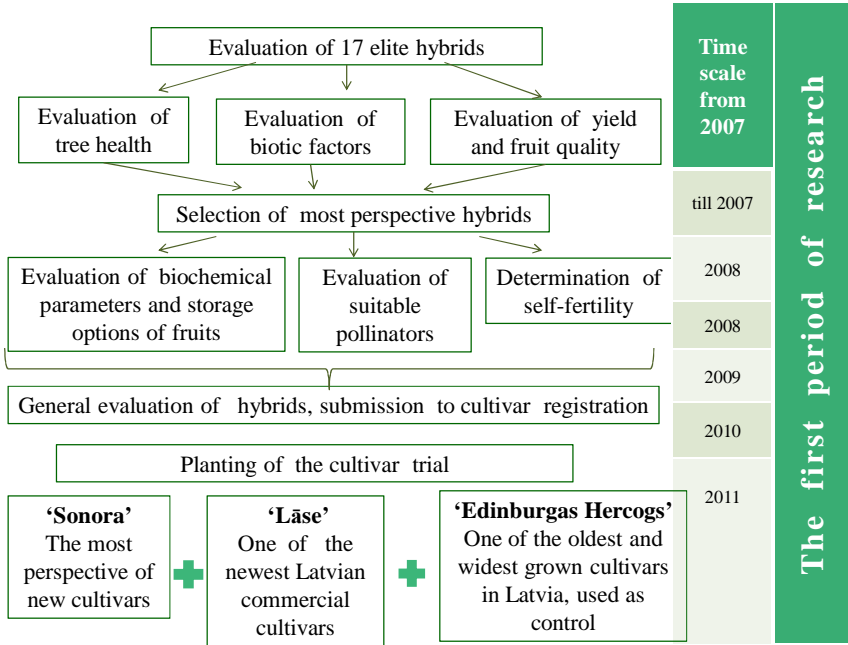 Evaluation of 17 elite hybrids
Evaluation of
tree health
Evaluation of
biotic factors
Evaluation of yield
and fruit quality
Selection of most perspective hybrids
Evaluation of biochemical
parameters and storage
options of fruits
Evaluation of
suitable
pollinators
Determination of
self-fertility
General evaluation of hybrids, submission to cultivar registration
Planting of the cultivar trial
‘Sonora’
The most
perspective of
new cultivars
‘Lāse’
One of the
newest Latvian
commercial
cultivars
‘Edinburgas Hercogs’
One of the oldest and
widest grown cultivars
in Latvia, used as
control
Time
scale
from
2007
till 2007
2008
2008
2009
2010
2011
The first period of research